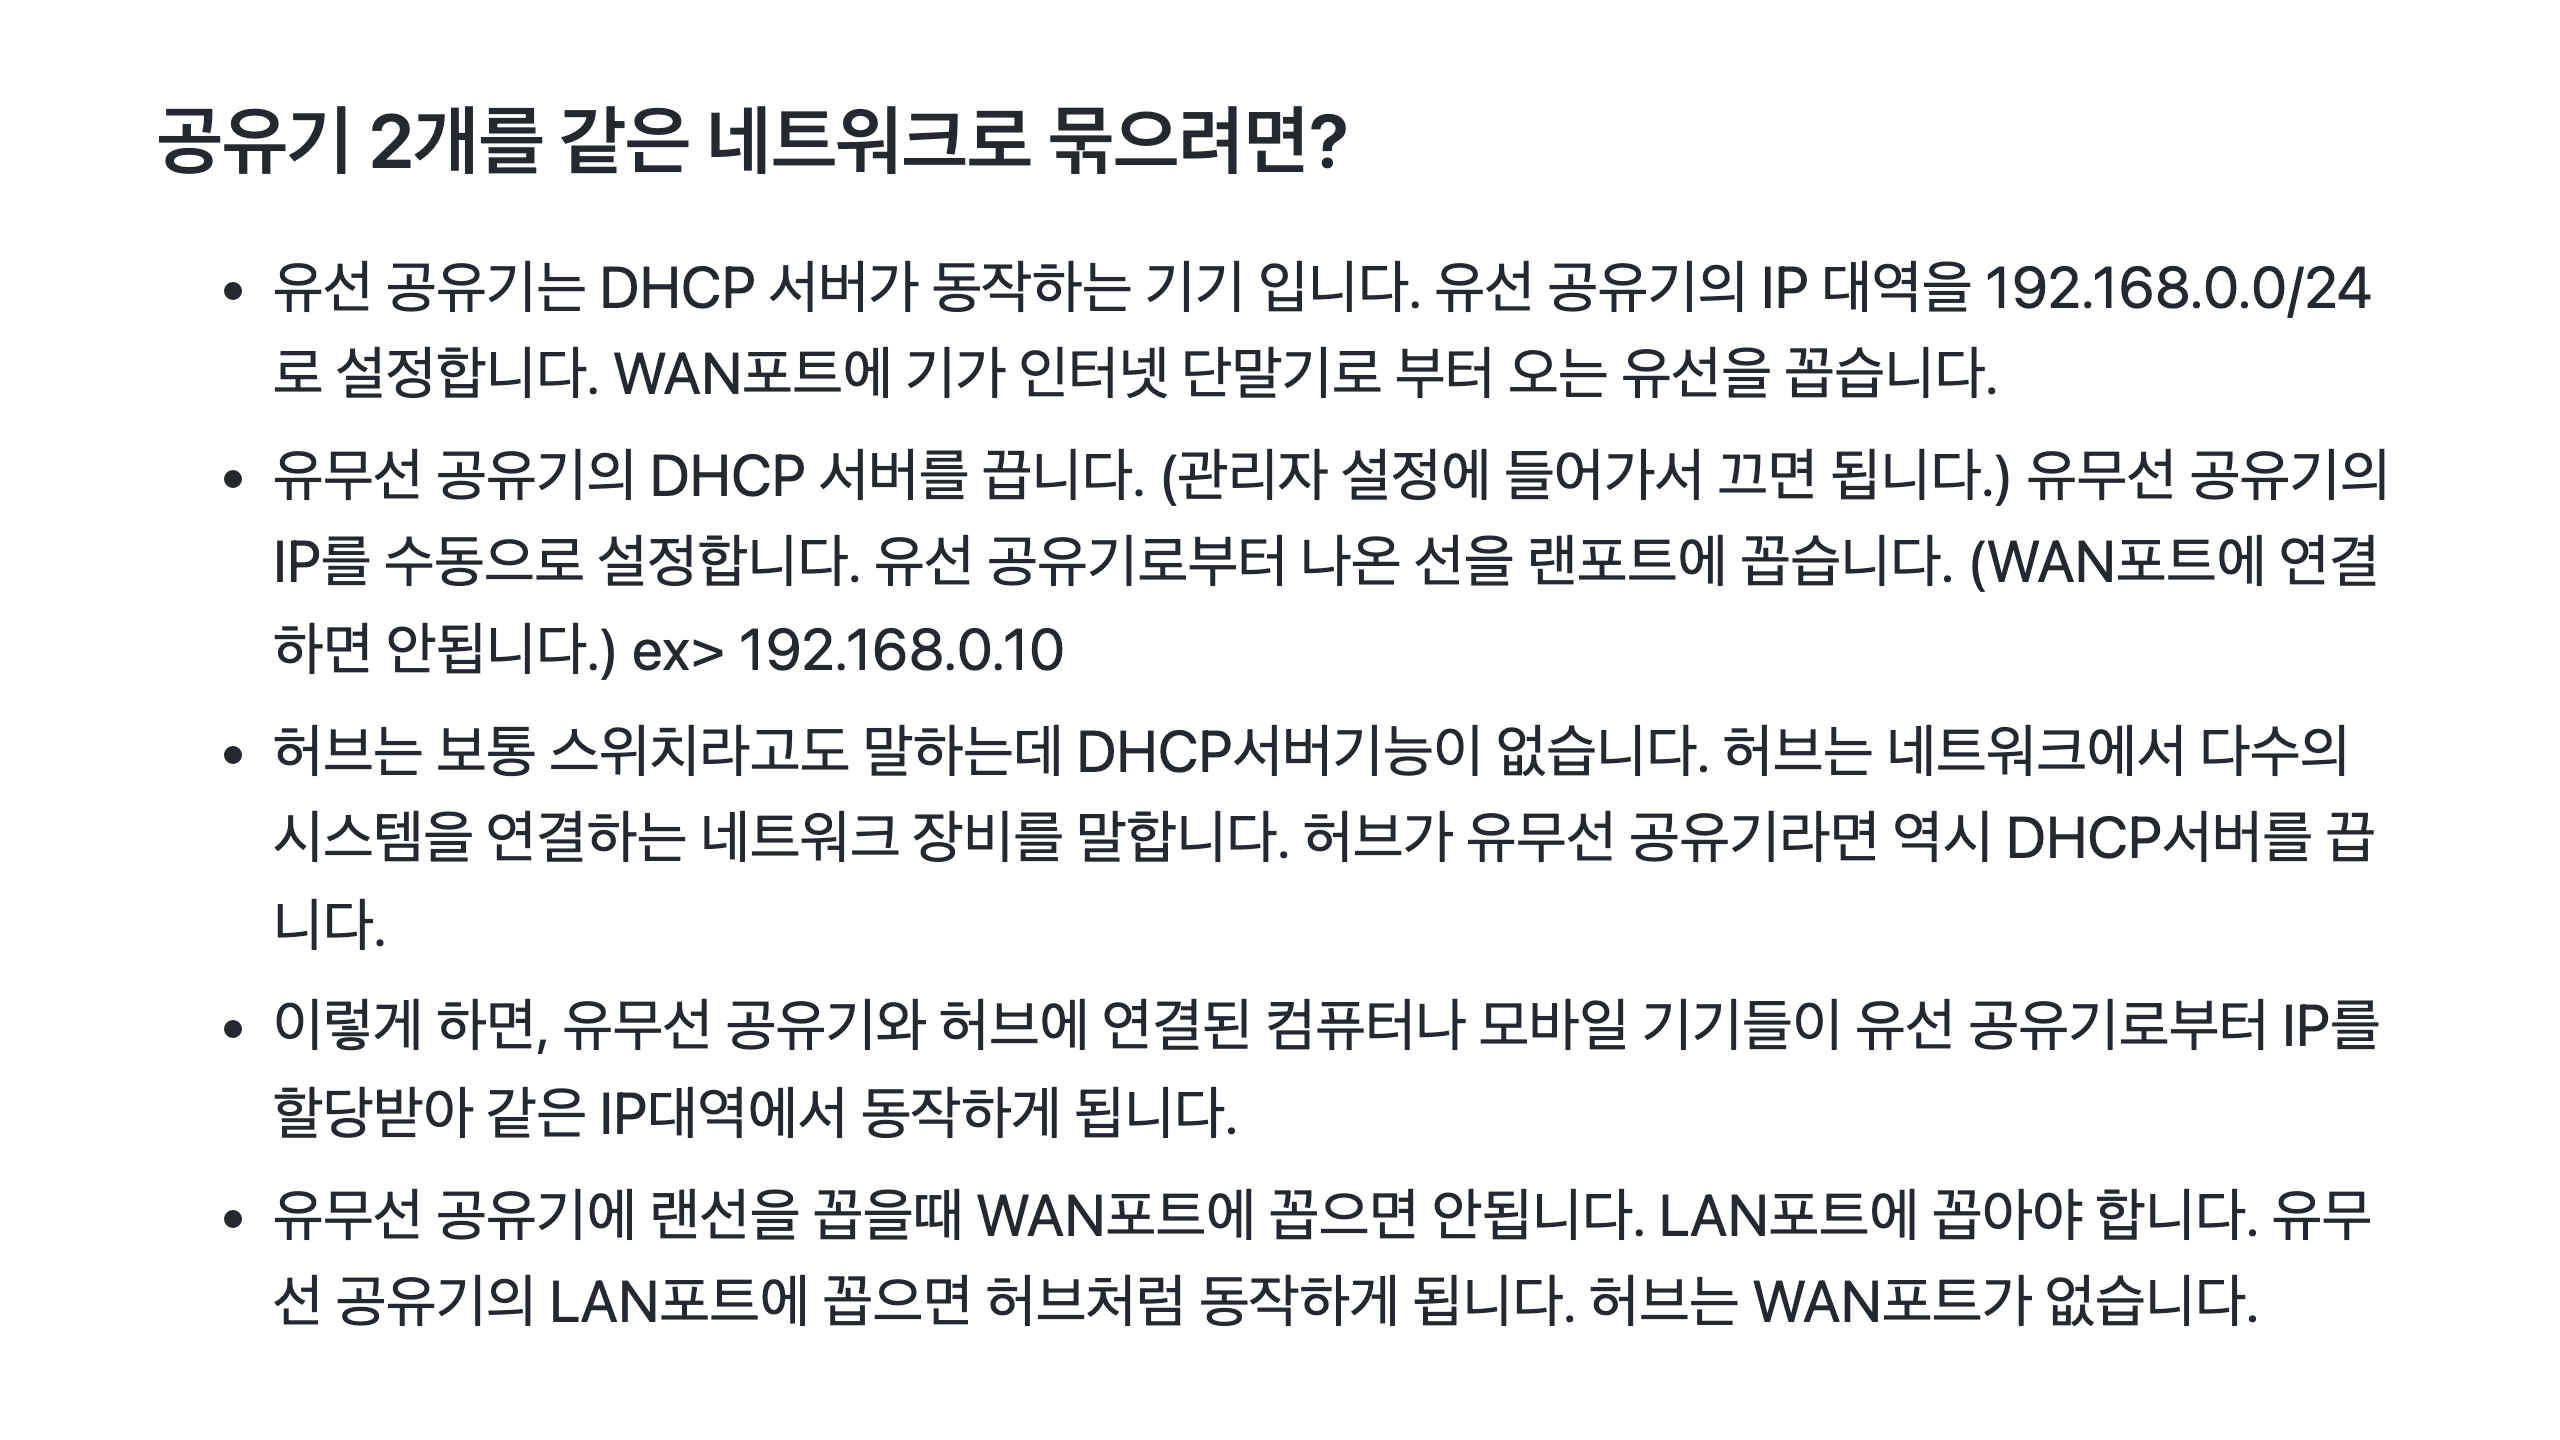 공유기 2개를 같은 네트워크로 묶으려면?
• 유선 공유기는 DHCP 서버가 동작하는 기기 입니다. 유선 공유기의 IP 대역을 192.168.0.0/24
로 설정합니다. WAN포트에 기가 인터넷 단말기로 부터 오는 유선을 꼽습니다.
• 유무선 공유기의 DHCP 서버를 끕니다. (관리자 설정에 들어가서 끄면 됩니다.) 유무선 공유기의
IP를 수동으로 설정합니다. 유선 공유기로부터 나온 선을 랜포트에 꼽습니다. (WAN포트에 연결
하면 안됩니다.) ex> 192.168.0.10
• 허브는 보통 스위치라고도 말하는데 DHCP서버기능이 없습니다. 허브는 네트워크에서 다수의
시스템을 연결하는 네트워크 장비를 말합니다. 허브가 유무선 공유기라면 역시 DHCP서버를 끕
니다.
• 이렇게 하면, 유무선 공유기와 허브에 연결된 컴퓨터나 모바일 기기들이 유선 공유기로부터 IP를
할당받아 같은 IP대역에서 동작하게 됩니다.
• 유무선 공유기에 랜선을 꼽을때 WAN포트에 꼽으면 안됩니다. LAN포트에 꼽아야 합니다. 유무
선 공유기의 LAN포트에 꼽으면 허브처럼 동작하게 됩니다. 허브는 WAN포트가 없습니다.